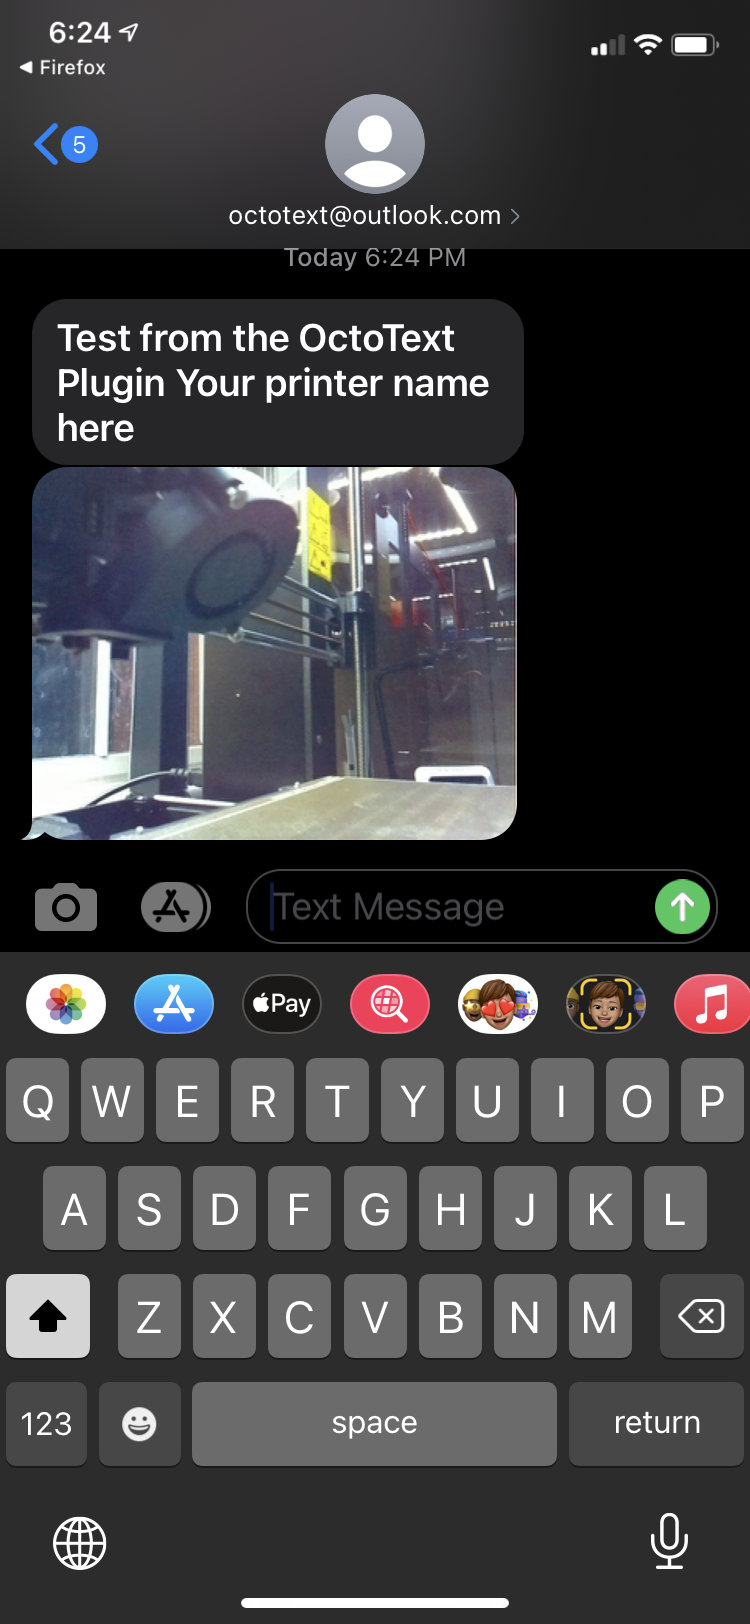 6:24
◀ Firefox
5
octotext@outlook.com >
Today 6:24 PM
Test from the OctoText
Plugin Your printer name
here
Text Message
Pay
Q W E R T Y U I O P
A S D F G H J K L
Z X C V B N M
123 space return